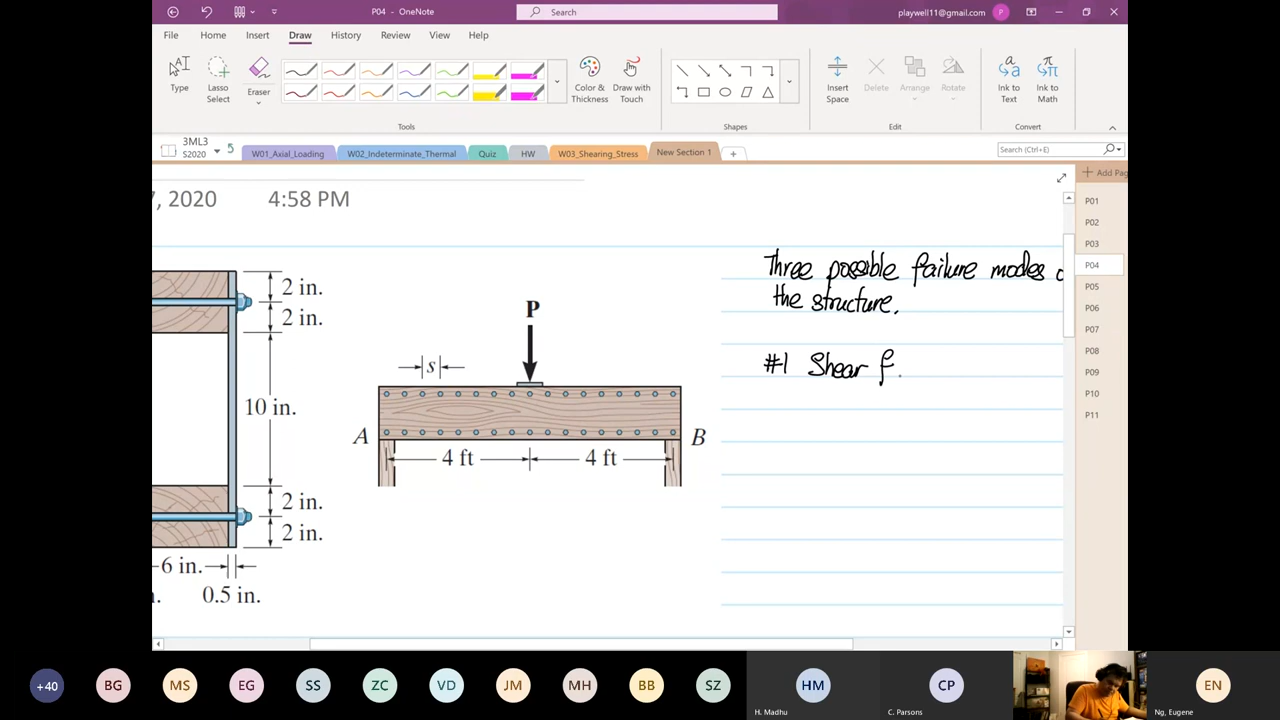 P04 - OneNote
Search
playwell11@gmail.com
P
File Home Insert Draw History Review View Help
Type
Lasso Select
Eraser
Color & Thickness
Draw with Touch
Insert Space
Delete
Arrange
Rotate
Ink to Text
Ink to Math
Tools
Shapes
Edit
Convert
3ML3 S2020
W01_Axial_Loading
W02_Indeterminate_Thermal
Quiz
HW
W03_Shearing_Stress
New Section 1
Search (Ctrl+E)
Add Pag
7, 2020 4:58 PM
P01
P02
P03
P04
P05
P06
P07
P08
P09
P10
P11
2 in.
2 in.
10 in.
2 in.
2 in.
6 in.
0.5 in.
P
s
A
B
4 ft
4 ft
Three possible failure modes
the structure.
#1 Shear f
+40
BG
MS
EG
SS
ZC
VD
JM
MH
BB
SZ
HM
H. Madhu
CP
C. Parsons
EN
Ng, Eugene